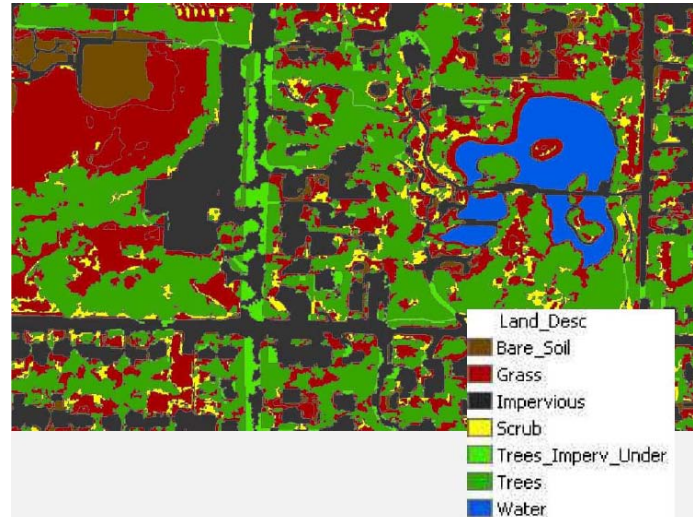 Land_Desc
Bare_Soil
Grass
Impervious
Scrub
Trees_Imperv_Under
Trees
Water